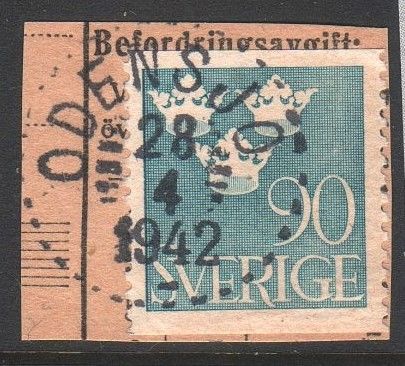 Befordringsavgift:
ODENSJÖ
28
4
1942
90
SVERIGE